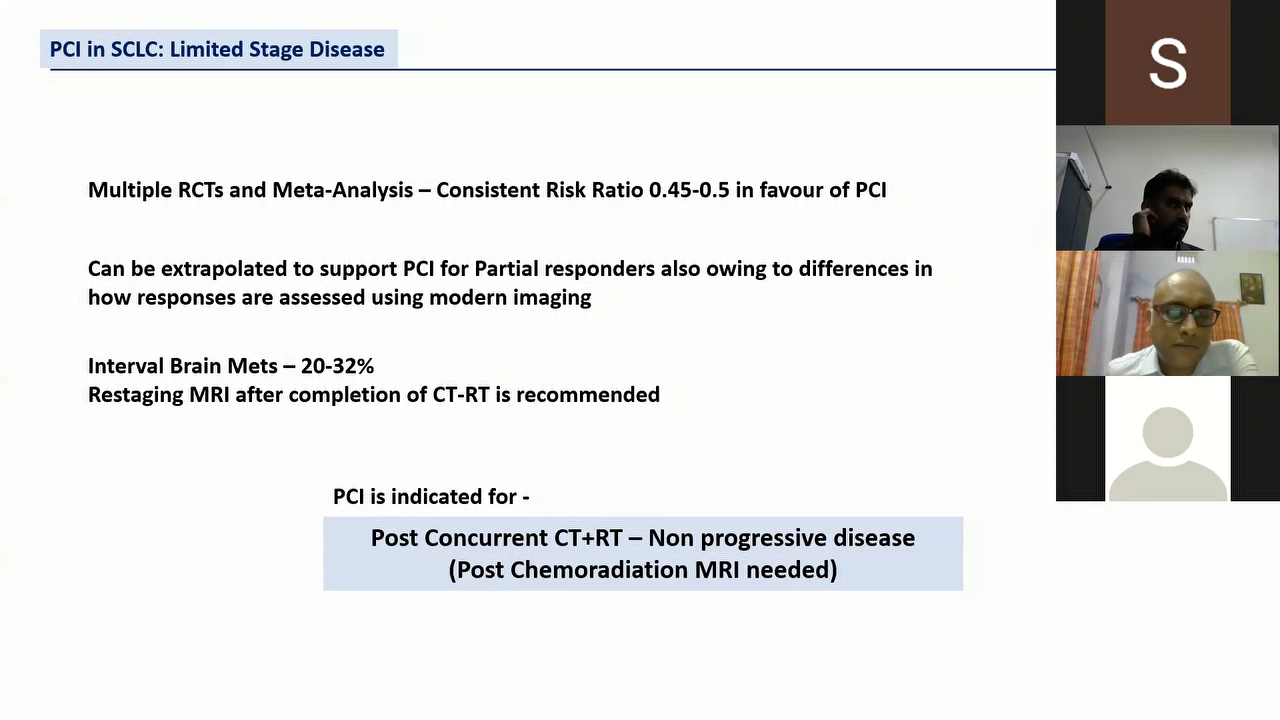 PCI in SCLC: Limited Stage Disease
Multiple RCTs and Meta-Analysis – Consistent Risk Ratio 0.45-0.5 in favour of PCI
Can be extrapolated to support PCI for Partial responders also owing to differences in
how responses are assessed using modern imaging
Interval Brain Mets – 20-32%
Restaging MRI after completion of CT-RT is recommended
PCI is indicated for -
Post Concurrent CT+RT – Non progressive disease
(Post Chemoradiation MRI needed)
S